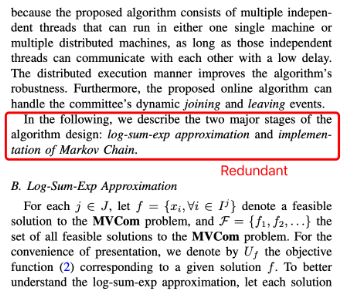 because the proposed algorithm consists of multiple indepen-
dent threads that can run in either one single machine or
multiple distributed machines, as long as those independent
threads can communicate with each other with a low delay.
The distributed execution manner improves the algorithm's
robustness. Furthermore, the proposed online algorithm can
handle the committee's dynamic joining and leaving events.
In the following, we describe the two major stages of the
algorithm design: log-sum-exp approximation and implemen-
tation of Markov Chain.
Redundant
B. Log-Sum-Exp Approximation
For each j ∈ J, let f = {x_i, ∀i ∈ I^j} denote a feasible
solution to the MVCom problem, and F = {f_1, f_2, ...} the
set of all feasible solutions to the MVCom problem. For the
convenience of presentation, we denote by U_f the objective
function (2) corresponding to a given solution f. To better
understand the log-sum-exp approximation, let each solution